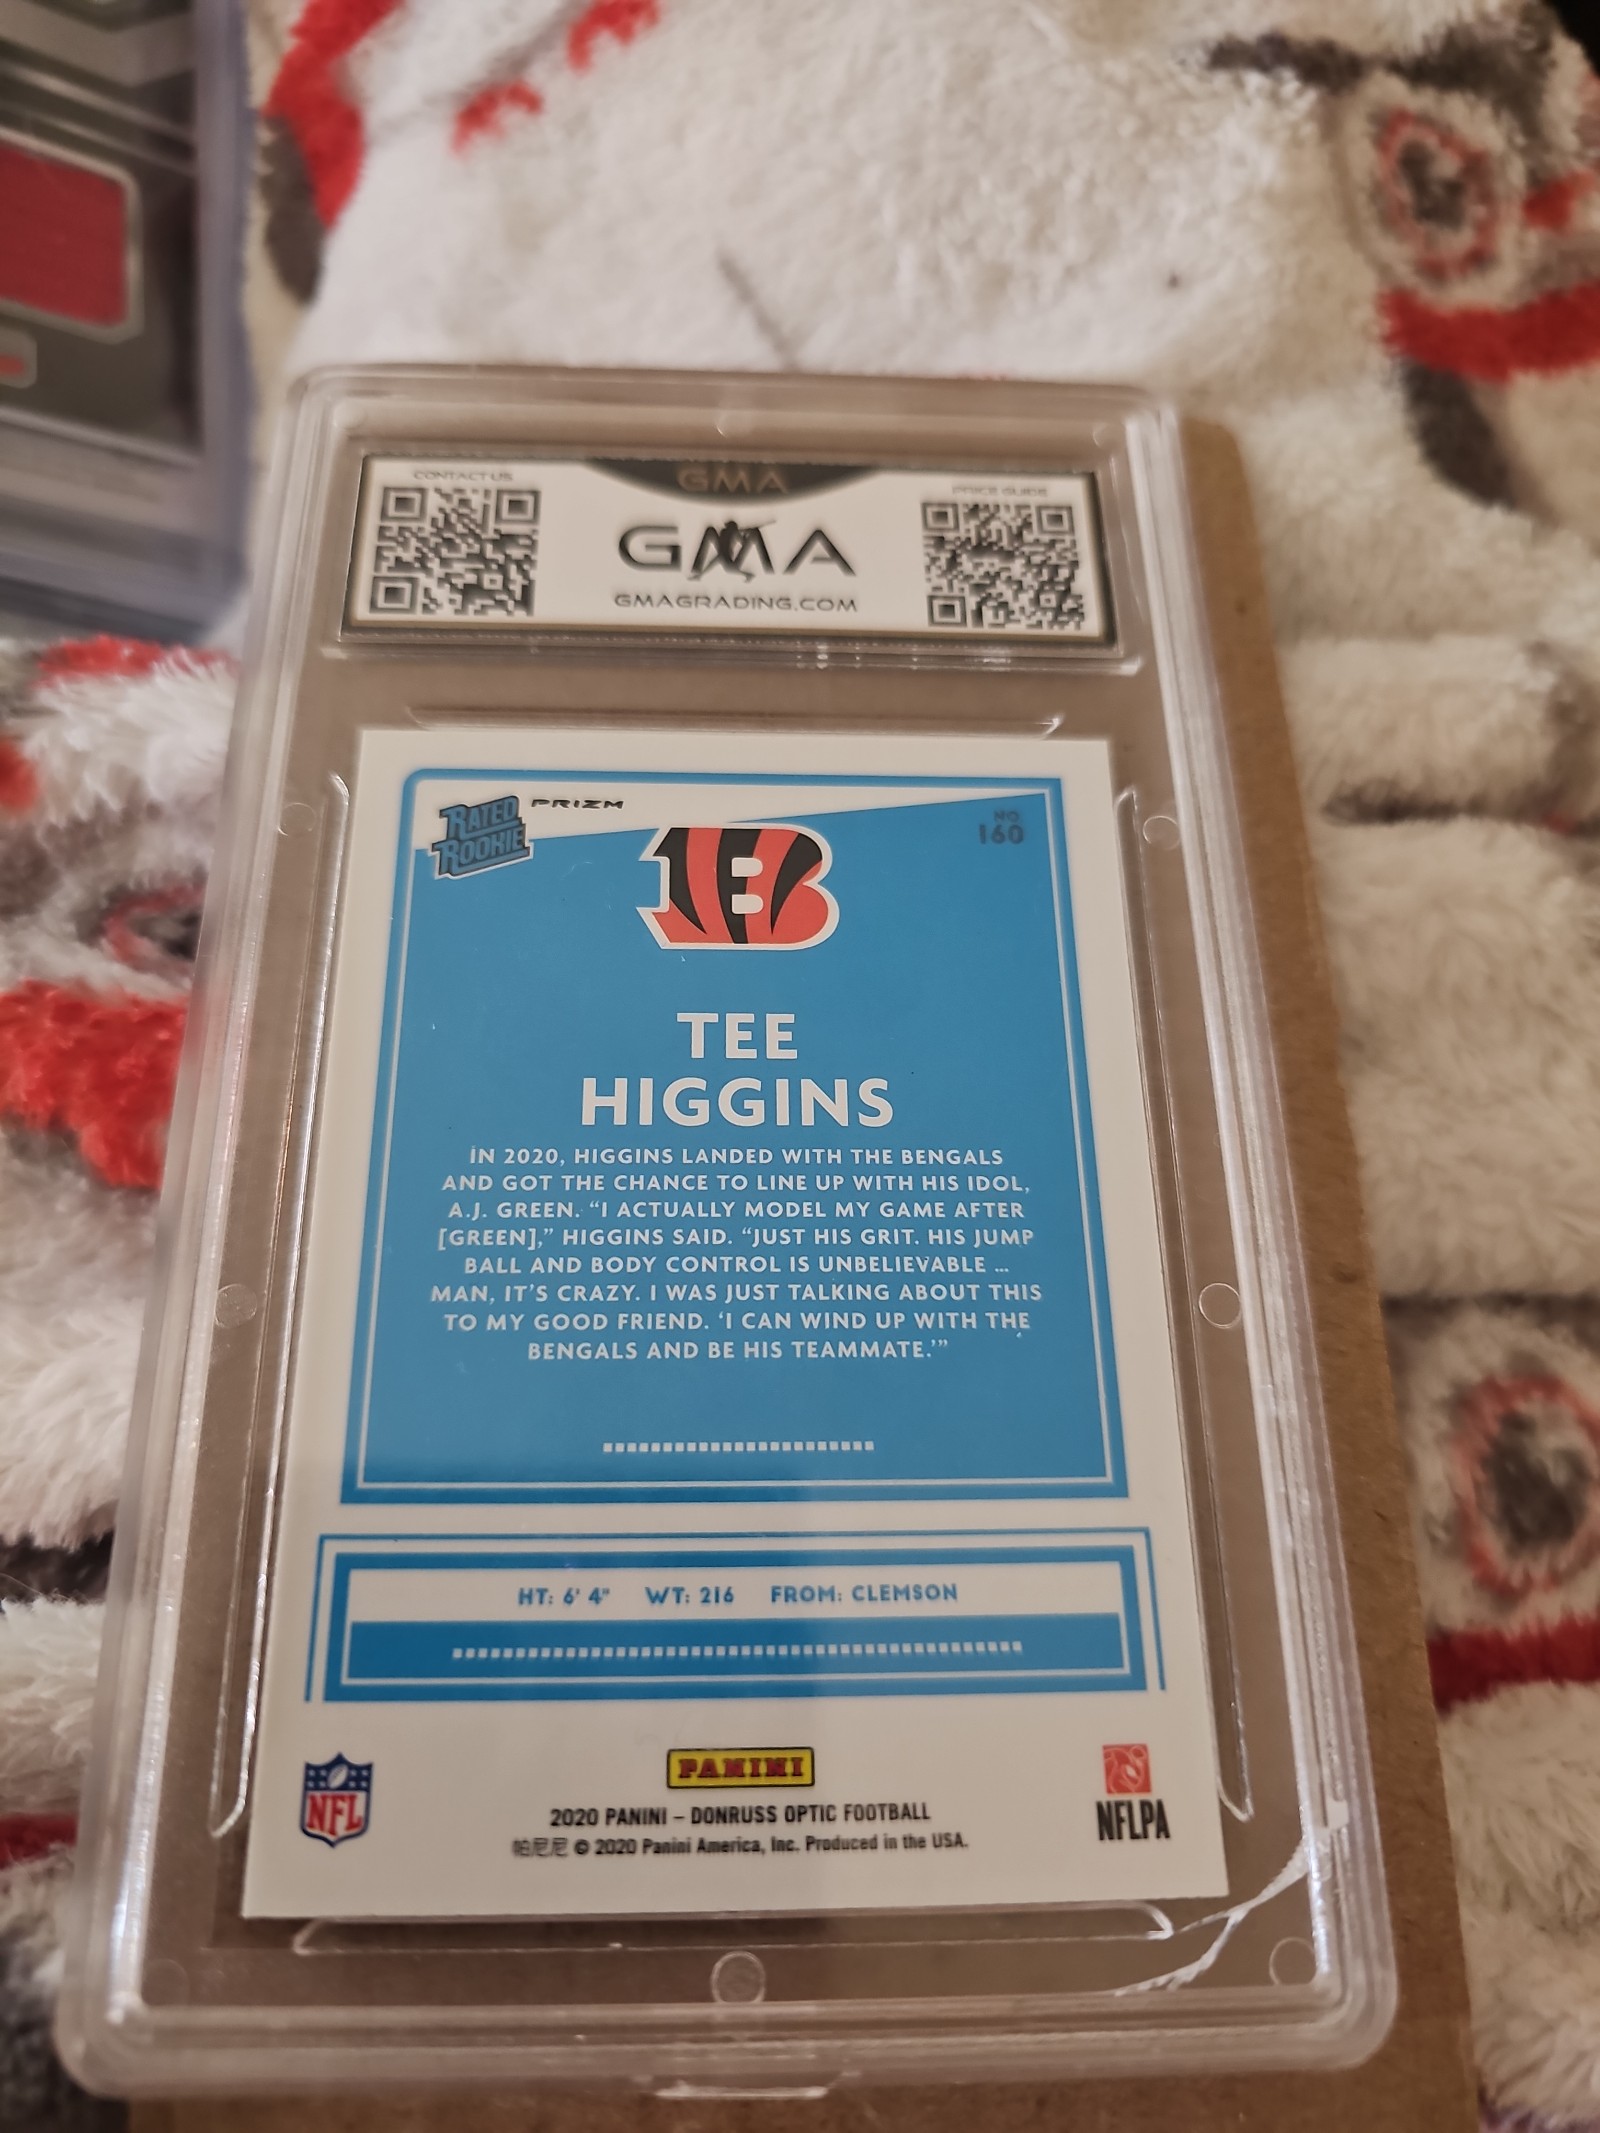 GMA
CONTACT US
PRICE GUIDE
GMA
GMAGRADING.COM
RATED
ROOKIE
PRIZM
NO.
160
B
TEE
HIGGINS
IN 2020, HIGGINS LANDED WITH THE BENGALS
AND GOT THE CHANCE TO LINE UP WITH HIS IDOL,
A.J. GREEN. “I ACTUALLY MODEL MY GAME AFTER
[GREEN],” HIGGINS SAID. “JUST HIS GRIT. HIS JUMP
BALL AND BODY CONTROL IS UNBELIEVABLE ...
MAN, IT’S CRAZY. I WAS JUST TALKING ABOUT THIS
TO MY GOOD FRIEND. ‘I CAN WIND UP WITH THE
BENGALS AND BE HIS TEAMMATE.’”
HT: 6' 4" WT: 216 FROM: CLEMSON
NFL
PANINI
NFLPA
2020 PANINI – DONRUSS OPTIC FOOTBALL
帕尼尼 © 2020 Panini America, Inc. Produced in the USA.